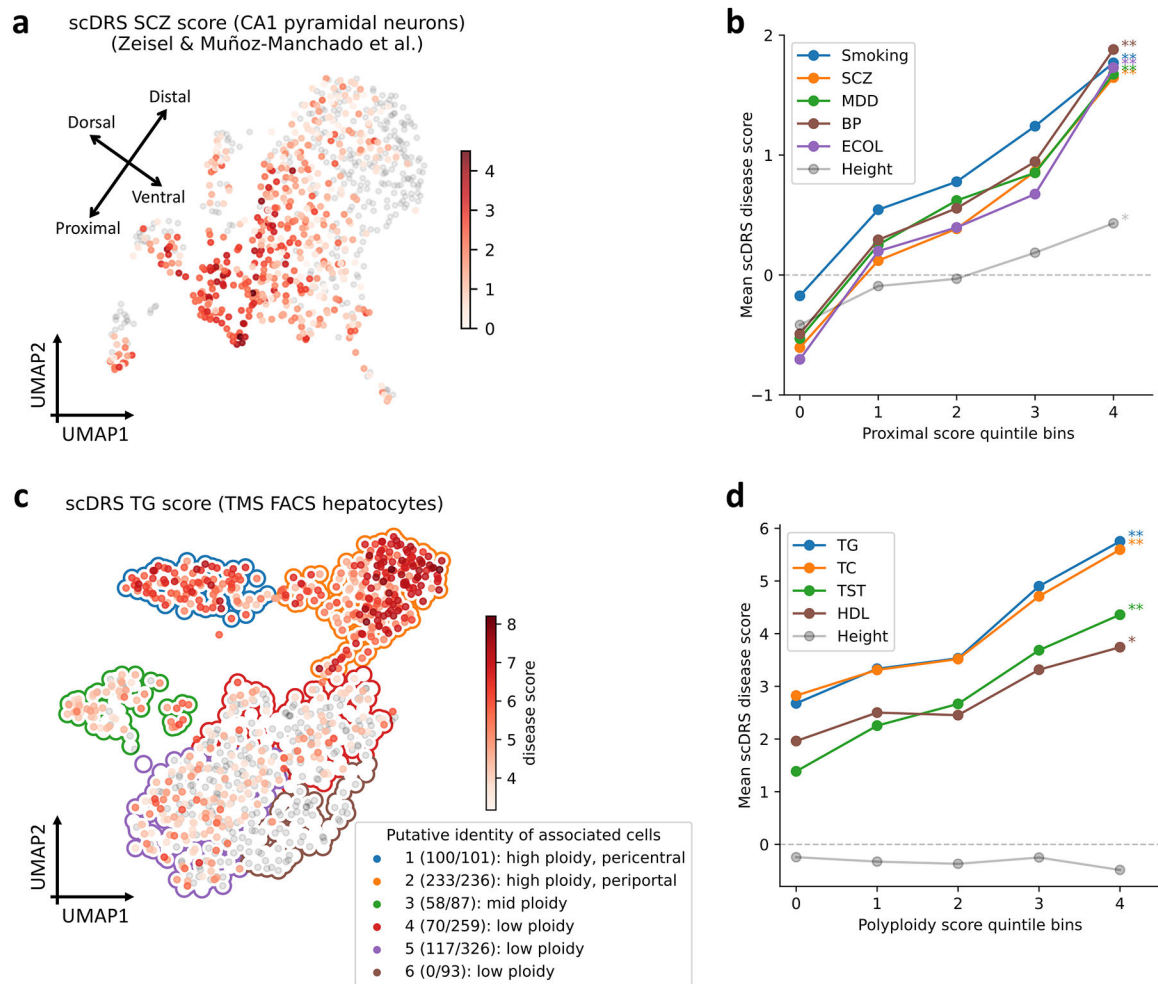 a
scDRS SCZ score (CA1 pyramidal neurons)
(Zeisel & Muñoz-Manchado et al.)
Distal
Dorsal
Ventral
Proximal
4
3
2
1
0
UMAP2
UMAP1
b
2
1
0
−1
Mean scDRS disease score
Smoking
SCZ
MDD
BP
ECOL
Height
**
**
**
**
**
*
0 1 2 3 4
Proximal score quintile bins
c
scDRS TG score (TMS FACS hepatocytes)
8
7
6
5
4
disease score
UMAP2
UMAP1
Putative identity of associated cells
1 (100/101): high ploidy, pericentral
2 (233/236): high ploidy, periportal
3 (58/87): mid ploidy
4 (70/259): low ploidy
5 (117/326): low ploidy
6 (0/93): low ploidy
d
6
5
4
3
2
1
0
Mean scDRS disease score
TG
TC
TST
HDL
Height
**
**
**
*
0 1 2 3 4
Polyploidy score quintile bins